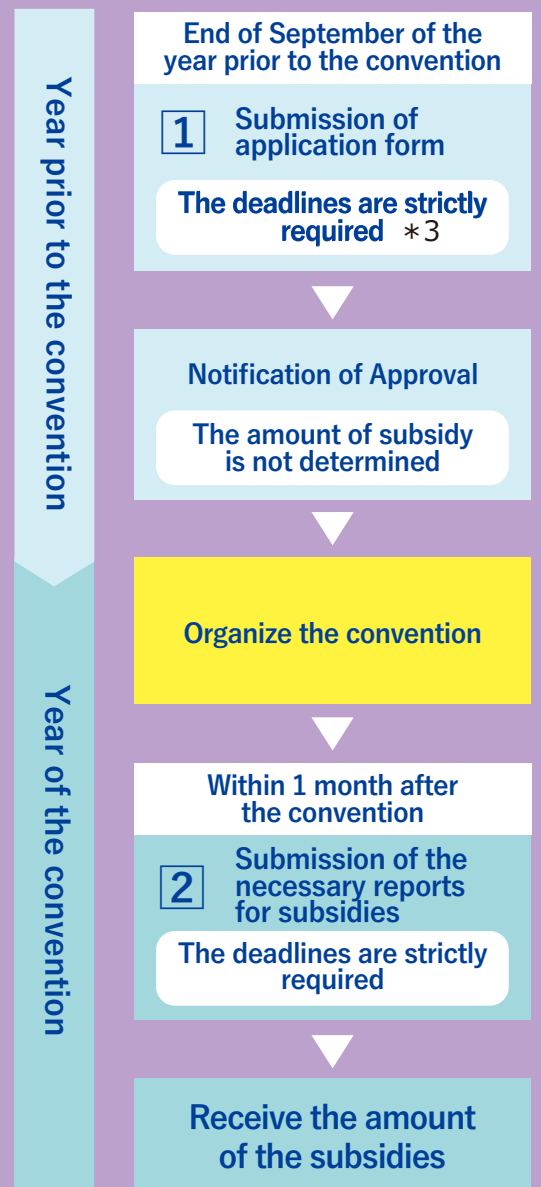 Year prior to the convention
End of September of the
year prior to the convention
1
Submission of
application form
The deadlines are strictly
required *3
Notification of Approval
The amount of subsidy
is not determined
Organize the convention
Year of the convention
Within 1 month after
the convention
2
Submission of the
necessary reports
for subsidies
The deadlines are strictly
required
Receive the amount
of the subsidies